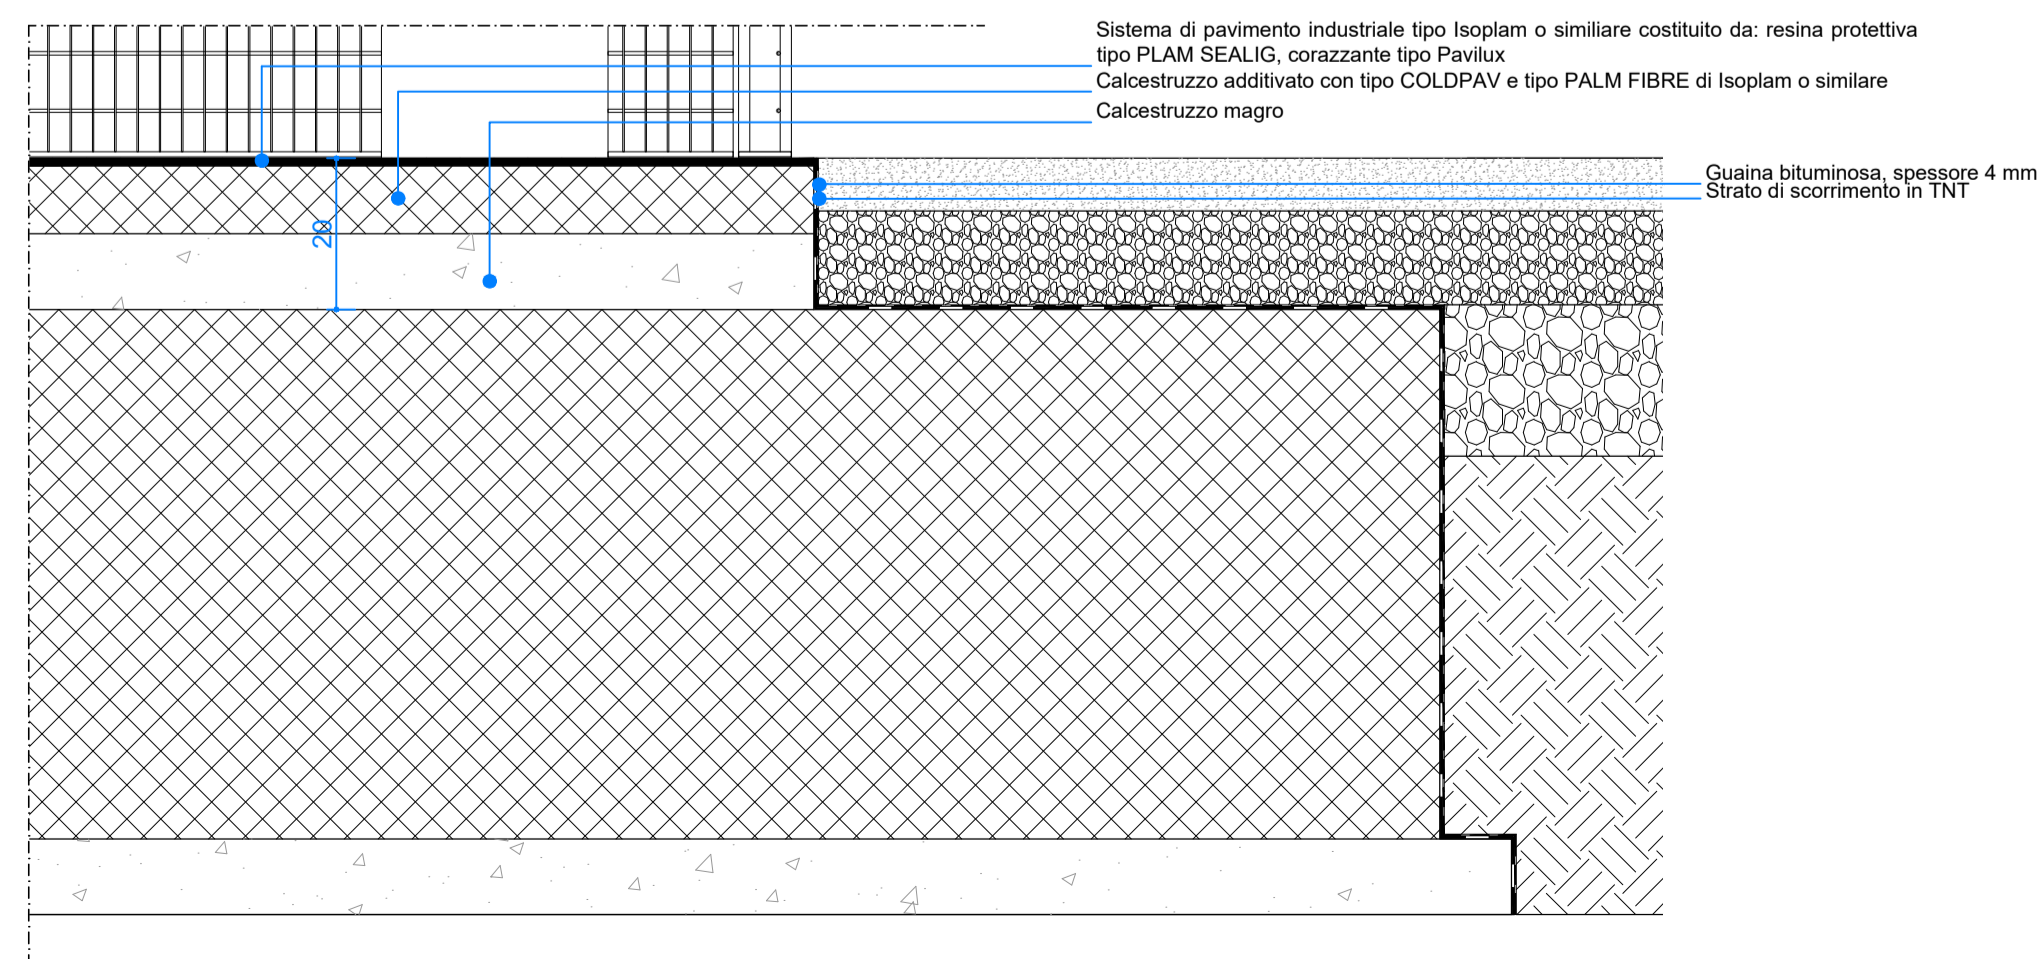 Sistema di pavimento industriale tipo Isoplam o similiare costituito da: resina protettiva
tipo PLAM SEALIG, corazzante tipo Pavilux
Calcestruzzo additivato con tipo COLDPAV e tipo PALM FIBRE di Isoplam o similare
Calcestruzzo magro
Guaina bituminosa, spessore 4 mm
Strato di scorrimento in TNT
20